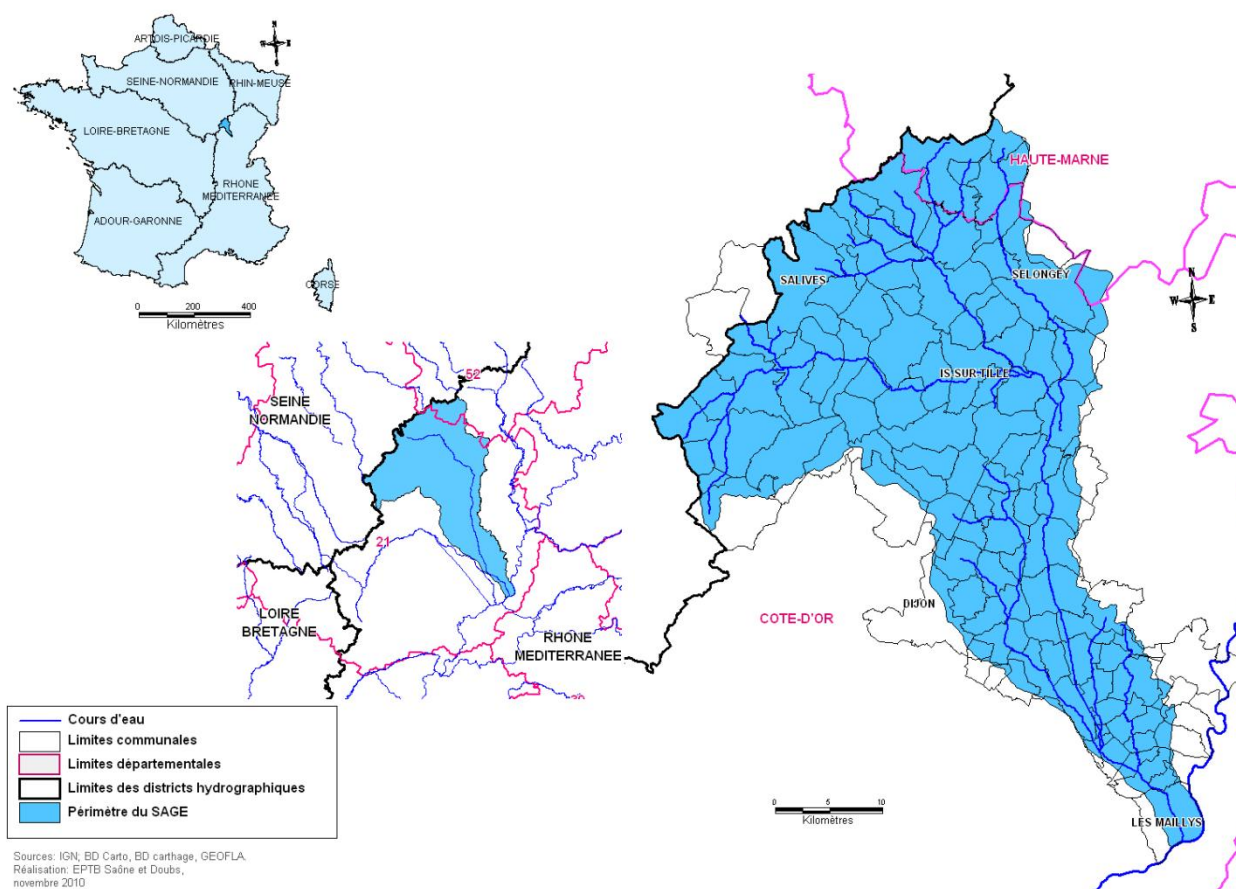 ARTOIS-PICARDIE
N
W E
S
SEINE-NORMANDIE
RHIN-MEUSE
LOIRE-BRETAGNE
RHONE
MEDITERRANEE
ADOUR-GARONNE
CORSE
0 200 400
Kilomètres
HAUTE-MARNE
SALIVES
SELONGEY
N
W E
S
IS SUR TILLE
DIJON
COTE-D'OR
LES MAILLYS
0 5 10
Kilomètres
52
SEINE
NORMANDIE
21
LOIRE
BRETAGNE
RHONE
MEDITERRANEE
Cours d'eau
Limites communales
Limites départementales
Limites des districts hydrographiques
Périmètre du SAGE
Sources: IGN; BD Carto, BD carthage, GEOFLA.
Réalisation: EPTB Saône et Doubs,
novembre 2010